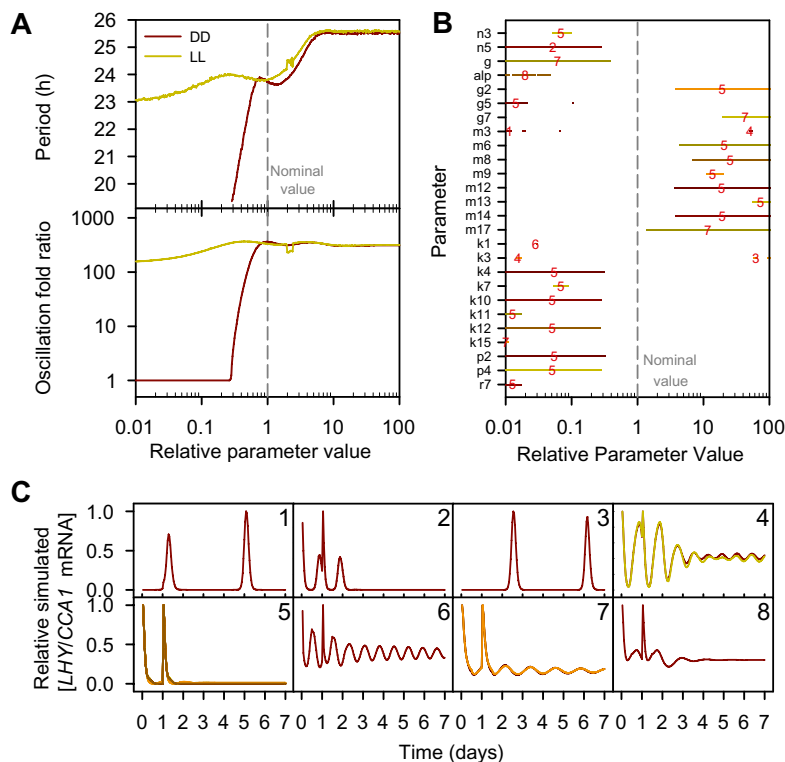 A
26
25
24
23
22
21
20
Period (h)
DD
LL
Nominal
value
1000
100
10
1
Oscillation fold ratio
0.01
0.1
1
10
100
Relative parameter value
B
Parameter
n3 5
n5 2
g 7
alp 8
g2 5
g5 5
g7 7
m3 1 4
m6 5
m8 5
m9 5
m12 5
m13 5
m14 5
m17 7
k1 6
k3 4 3
k4 5
k7 5
k10 5
k11 5
k12 5
k15 7
p2 5
p4 5
r7 5
Nominal
value
0.01
0.1
1
10
100
Relative Parameter Value
C
Relative simulated
[LHY/CCA1 mRNA]
1.0
0.5
0.0
1
2
3
4
1.0
0.5
0.0
5
6
7
8
0 1 2 3 4 5 6 7
0 1 2 3 4 5 6 7
0 1 2 3 4 5 6 7
0 1 2 3 4 5 6 7
Time (days)